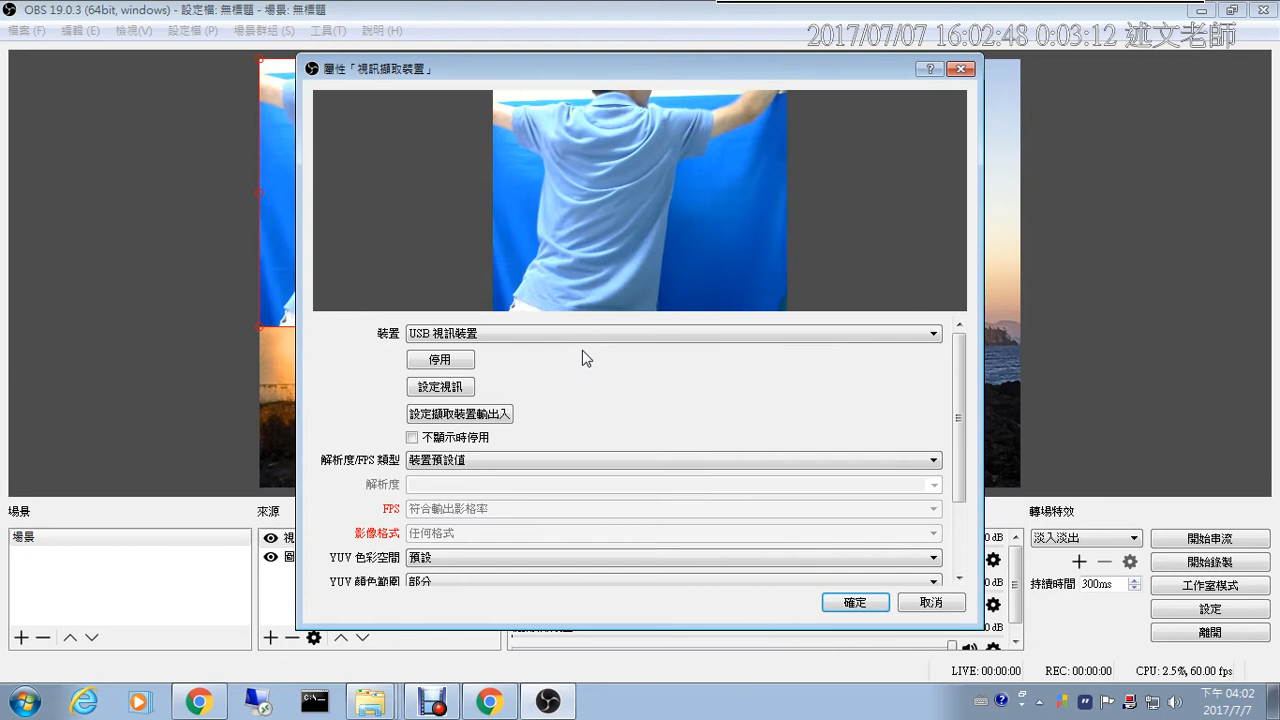 OBS 19.0.3 (64bit, windows) - 設定檔: 無標題 - 場景: 無標題
檔案 (F) 編輯 (E) 檢視(V) 設定檔 (P) 場景群組 (S) 工具(T) 說明 (H)
2017/07/07 16:02:48 0:03:12 述文老師
屬性「視訊擷取裝置」
裝置 USB 視訊裝置
停用
設定視訊
設定擷取裝置輸出入
不顯示時停用
解析度/FPS 類型 裝置預設值
解析度
FPS 符合輸出影格率
影像格式 任何格式
YUV 色彩空間 預設
YUV 顏色範圍 部分
確定 取消
場景
場景
來源
視
圖
0 dB
0 dB
0 dB
轉場特效
淡入淡出
持續時間 300ms
開始串流
開始錄製
工作室模式
設定
離開
LIVE: 00:00:00 REC: 00:00:00 CPU: 2.5%, 60.00 fps
下午 04:02
2017/7/7